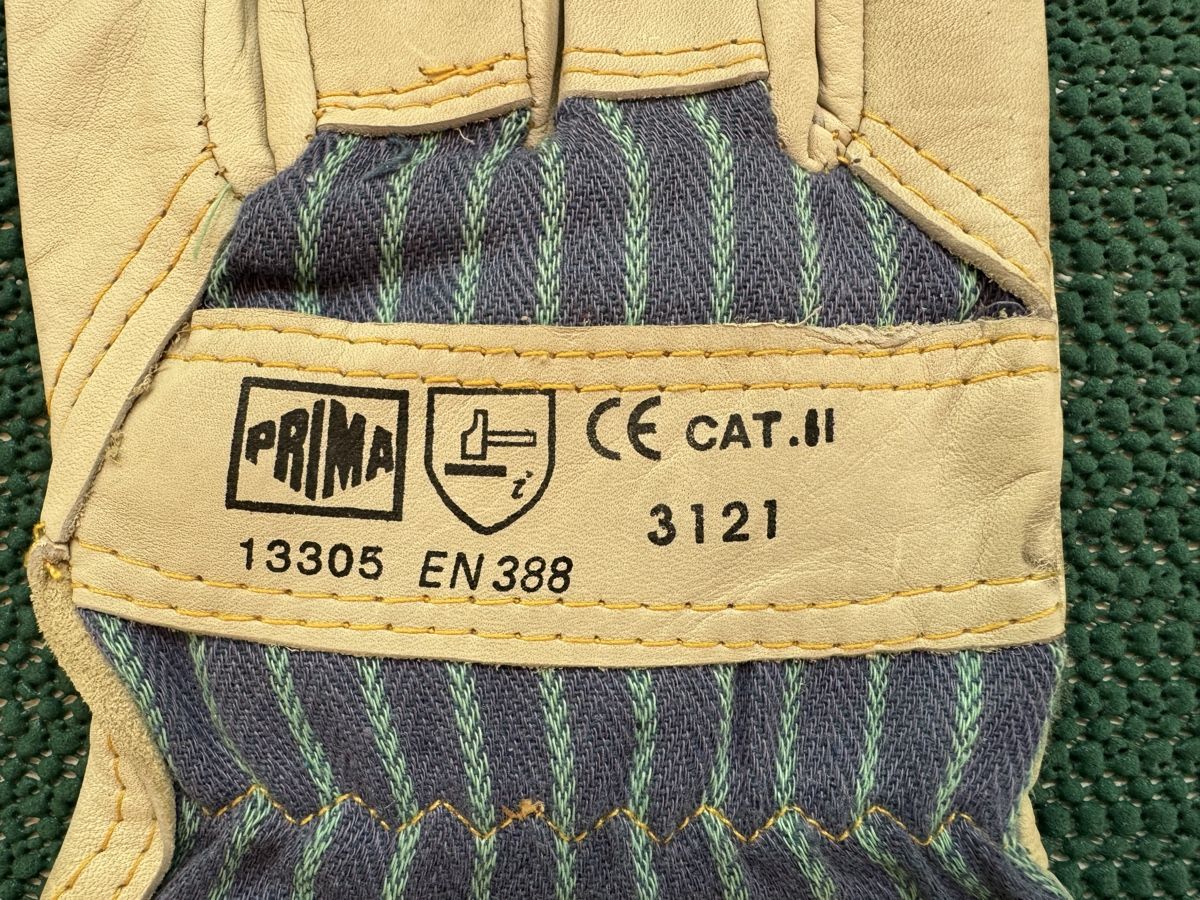 PRIMA
i
CE CAT.II
3121
13305 EN 388